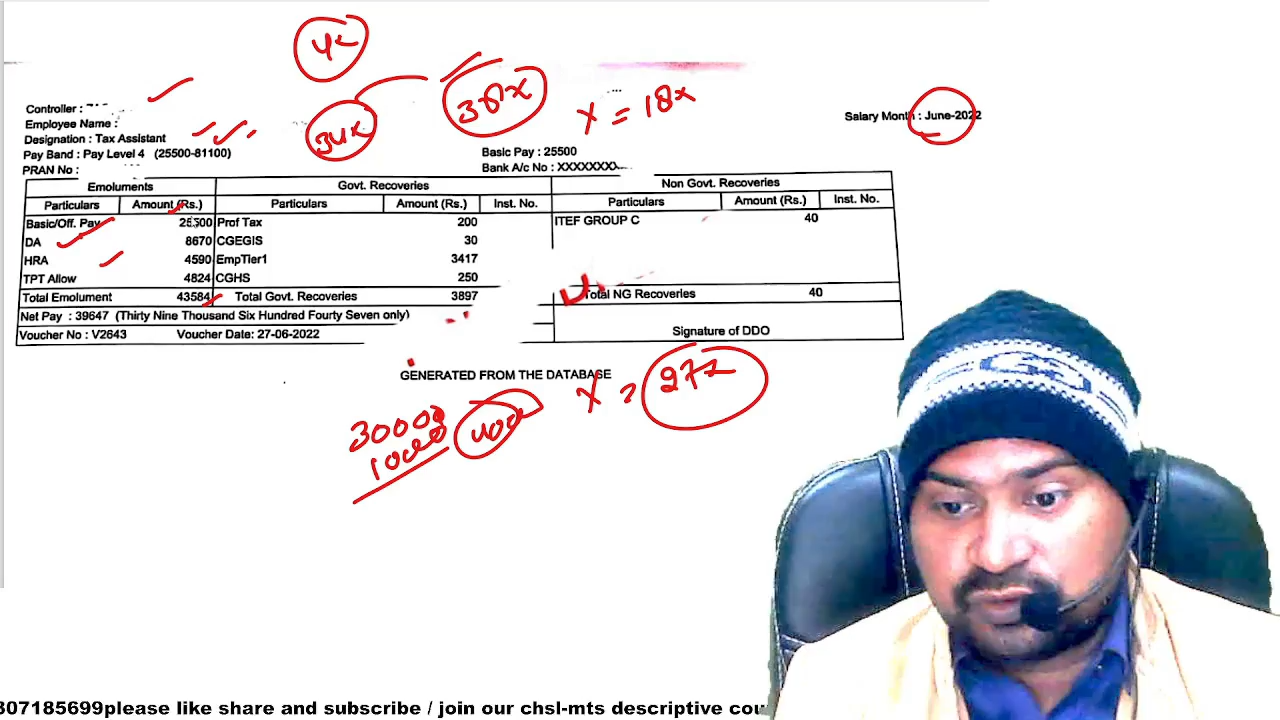 4<
34x
38x
X = 18x
Controller :
Employee Name :
Designation : Tax Assistant
Pay Band : Pay Level 4 (25500-81100)
PRAN No :
Salary Month : June-2022
Basic Pay : 25500
Bank A/c No : XXXXXXXX
Emoluments Govt. Recoveries Non Govt. Recoveries
Particulars Amount (Rs.) Particulars Amount (Rs.) Inst. No. Particulars Amount (Rs.) Inst. No.
Basic/Off. Pay 25500 Prof Tax 200 ITEF GROUP C 40
DA 8670 CGEGIS 30
HRA 4590 EmpTier1 3417
TPT Allow 4824 CGHS 250
Total Emolument 43584 Total Govt. Recoveries 3897 Total NG Recoveries 40
Net Pay : 39647 (Thirty Nine Thousand Six Hundred Fourty Seven only)
Voucher No : V2643 Voucher Date: 27-06-2022 Signature of DDO
GENERATED FROM THE DATABASE
30000
307185699please like share and subscribe / join our chsl-mts descriptive cou